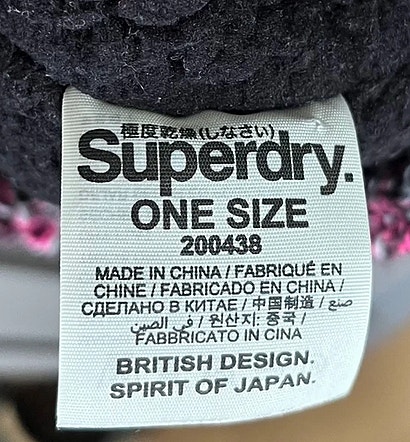 極度乾燥(しなさい)
Superdry.
ONE SIZE
200438
MADE IN CHINA / FABRIQUÉ EN
CHINE / FABRICADO EN CHINA /
СДЕЛАНО В КИТАЕ / 中国制造 / صنع
في الصين / 원산지: 중국 /
FABBRICATO IN CINA
BRITISH DESIGN.
SPIRIT OF JAPAN.